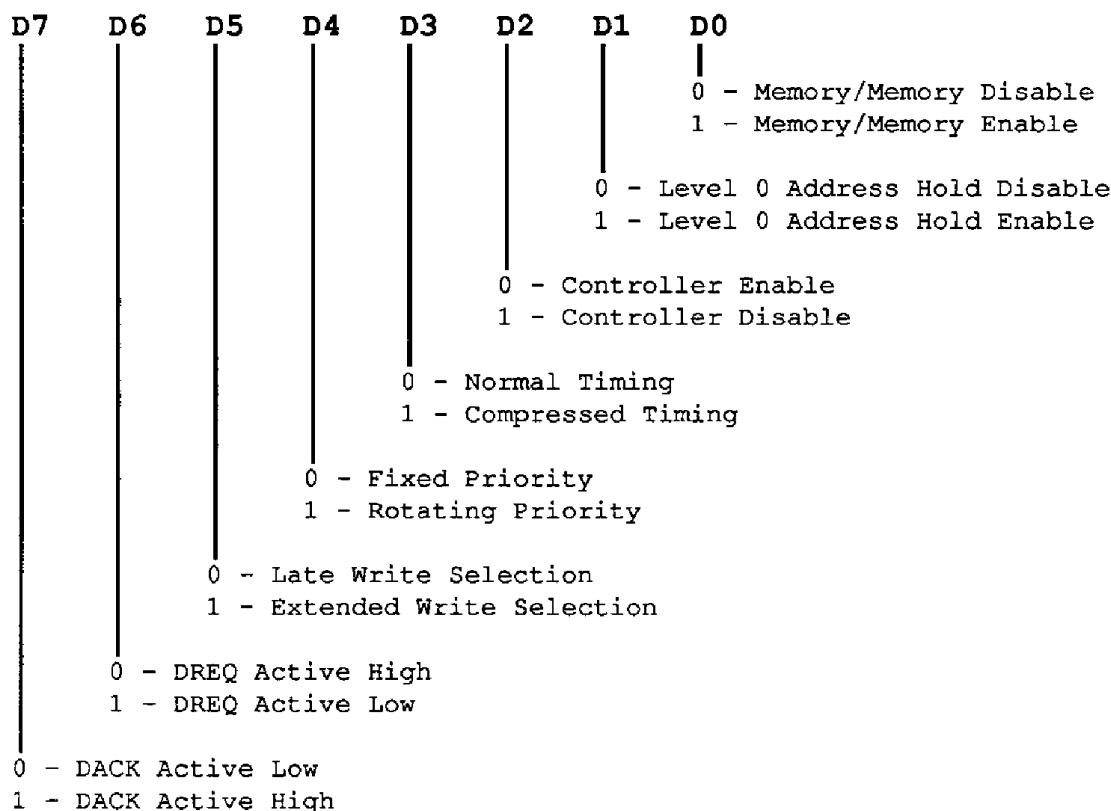 D7 D6 D5 D4 D3 D2 D1 D0
0 - Memory/Memory Disable
1 - Memory/Memory Enable
0 - Level 0 Address Hold Disable
1 - Level 0 Address Hold Enable
0 - Controller Enable
1 - Controller Disable
0 - Normal Timing
1 - Compressed Timing
0 - Fixed Priority
1 - Rotating Priority
0 - Late Write Selection
1 - Extended Write Selection
0 - DREQ Active High
1 - DREQ Active Low
0 - DACK Active Low
1 - DACK Active High